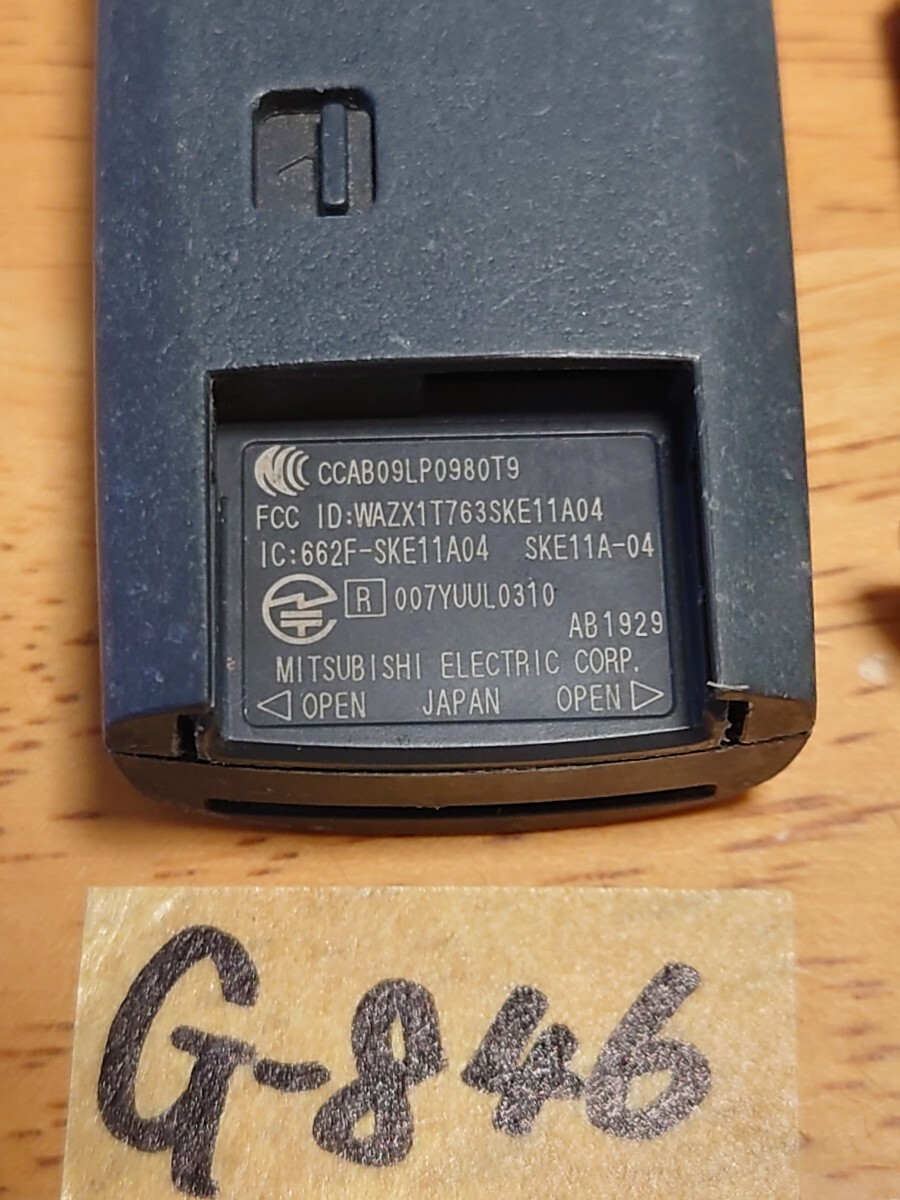 CCAB09LP0980T9
FCC ID:WAZX1T763SKE11A04
IC:662F-SKE11A04 SKE11A-04
R 007YUUL0310
AB1929
MITSUBISHI ELECTRIC CORP.
◁ OPEN JAPAN OPEN ▷
G-846